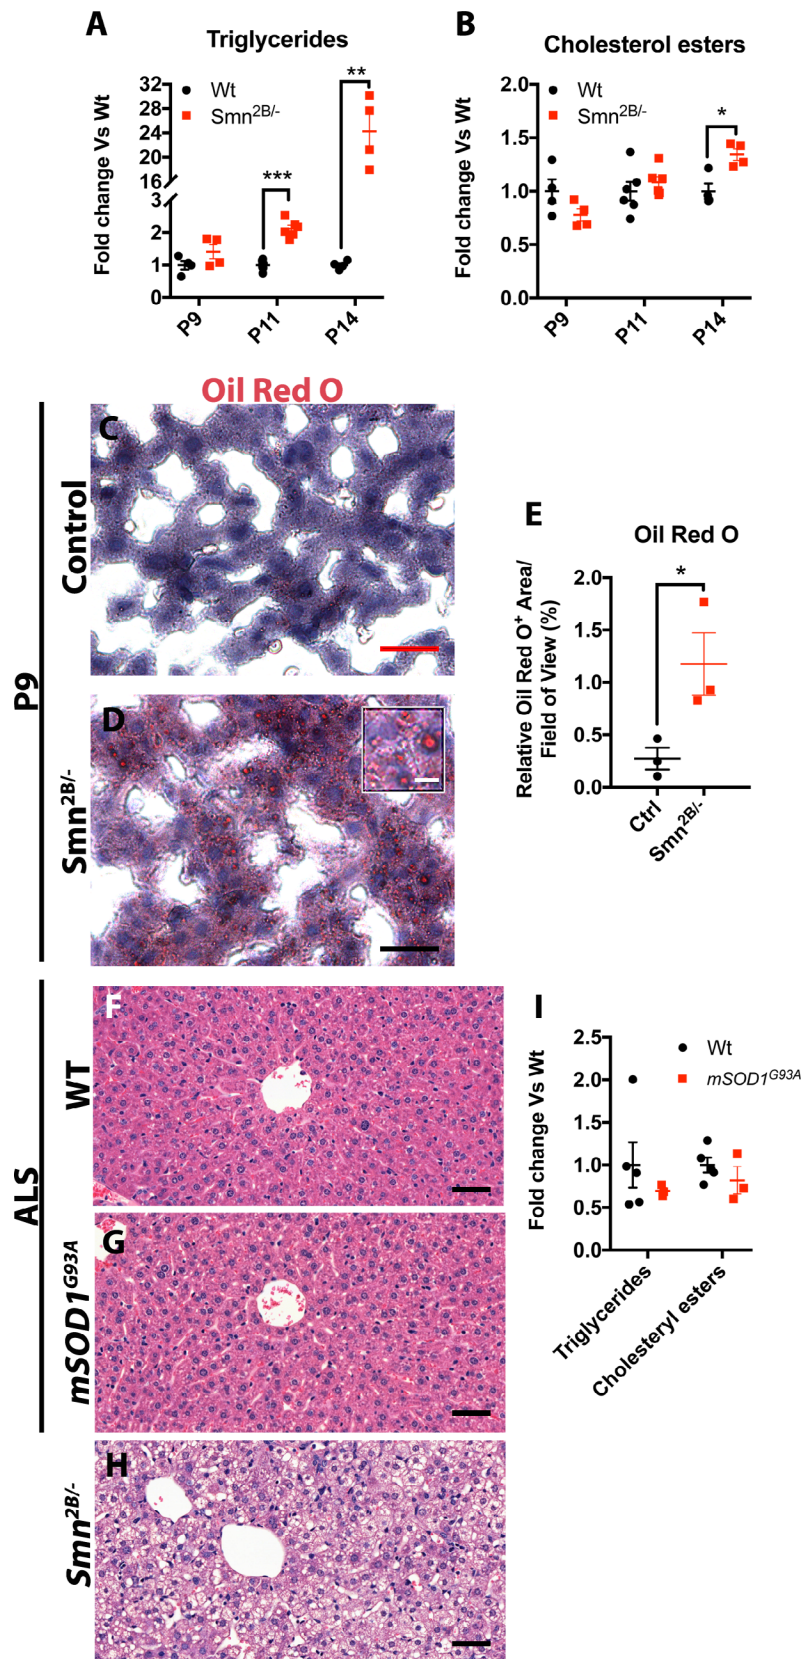 A
Triglycerides
Fold change Vs Wt
32
28
24
20
16
3
2
1
0
Wt
Smn2B/-
***
**
P9
P11
P14
B
Cholesterol esters
Fold change Vs Wt
2.0
1.5
1.0
0.5
0.0
Wt
Smn2B/-
*
P9
P11
P14
Oil Red O
P9
Control
C
Smn2B/-
D
E
Oil Red O
Relative Oil Red O+ Area/
Field of View (%)
2.0
1.5
1.0
0.5
0.0
*
Ctrl
Smn2B/-
ALS
WT
F
mSOD1G93A
G
Smn2B/-
H
I
Fold change Vs Wt
2.5
2.0
1.5
1.0
0.5
0.0
Wt
mSOD1G93A
Triglycerides
Cholesteryl esters